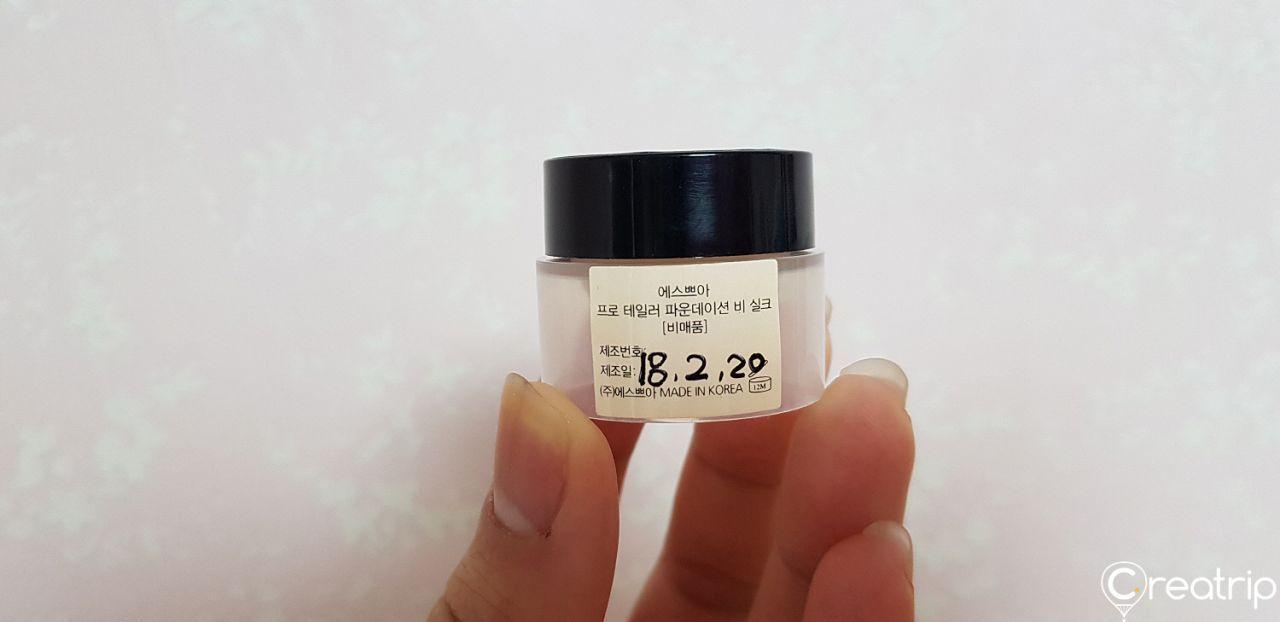 에스쁘아
프로 테일러 파운데이션 비 실크
[비매품]
제조번호:
제조일: 18.2.20
(주)에스쁘아 MADE IN KOREA 12M
Creatrip